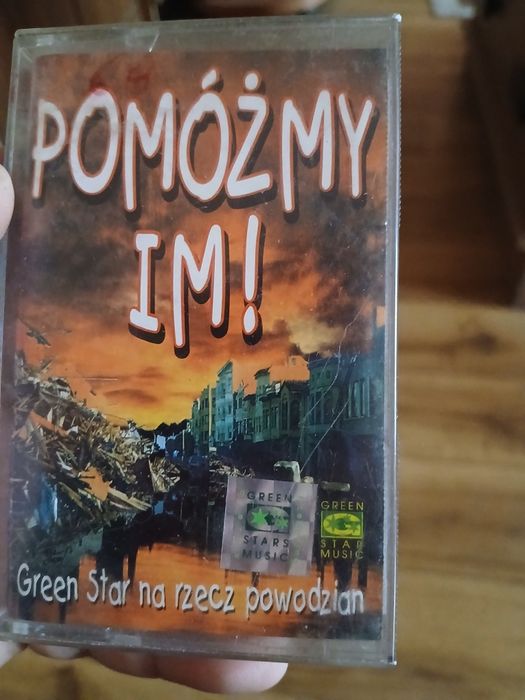 POMÓŻMY
IM!
GREEN
STARS
MUSIC
GREEN
STAR
MUSIC
Green Star na rzecz powodzian